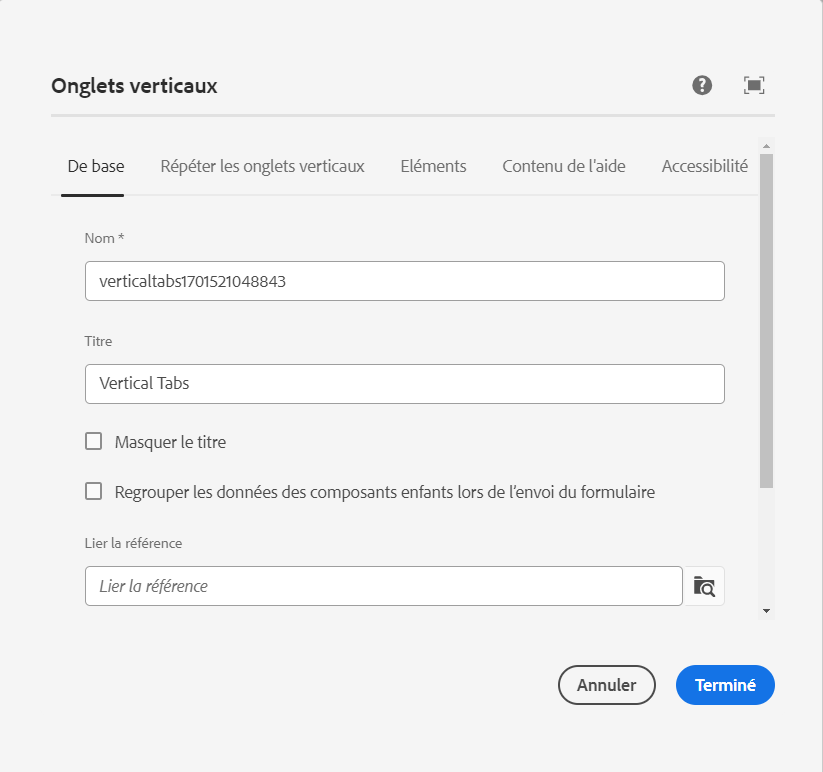 Onglets verticaux
De base Répéter les onglets verticaux Eléments Contenu de l'aide Accessibilité
Nom *
verticaltabs1701521048843
Titre
Vertical Tabs
Masquer le titre
Regrouper les données des composants enfants lors de l'envoi du formulaire
Lier la référence
Lier la référence
Annuler Terminé